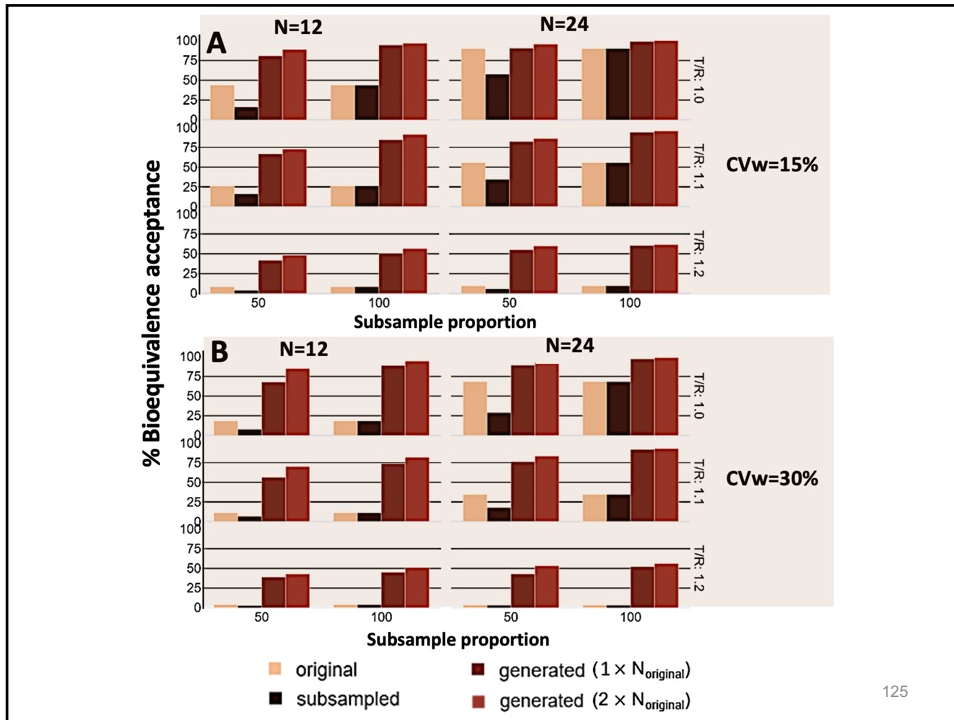 N=12 N=24
A
100
75
50
25
0
T/R: 1.0
100
75
50
25
0
T/R: 1.1
CVw=15%
100
75
50
25
0
T/R: 1.2
50 100 50 100
Subsample proportion
% Bioequivalence acceptance
B
N=12 N=24
100
75
50
25
0
T/R: 1.0
100
75
50
25
0
T/R: 1.1
CVw=30%
100
75
50
25
0
T/R: 1.2
50 100 50 100
Subsample proportion
original generated (1 × Noriginal)
subsampled generated (2 × Noriginal)
125